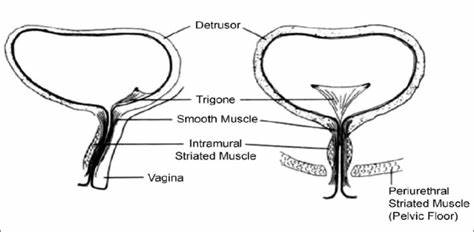 Detrusor
Trigone
Smooth Muscle
Intramural
Striated Muscle
Vagina
Periurethral
Striated Muscle
(Pelvic Floor)